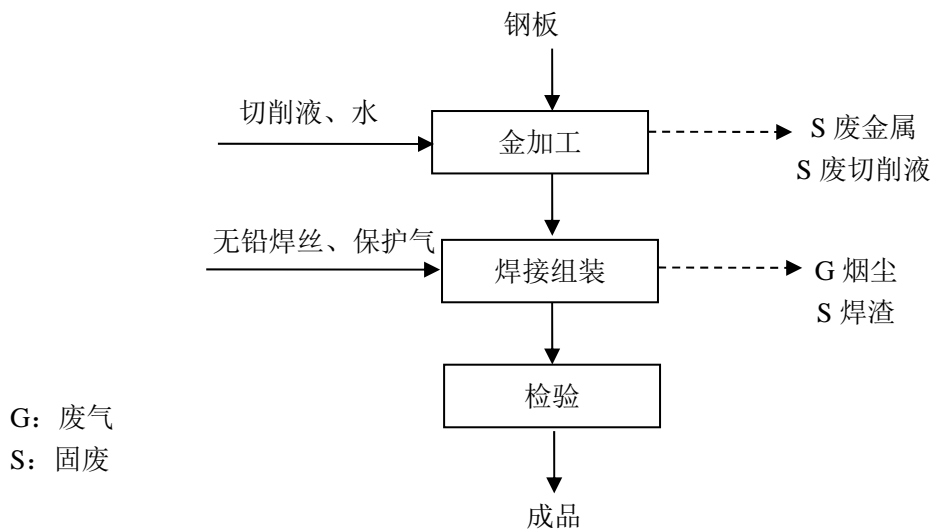 钢板
切削液、水
金加工
S 废金属
S 废切削液
无铅焊丝、保护气
焊接组装
G 烟尘
S 焊渣
检验
G：废气
S：固废
成品